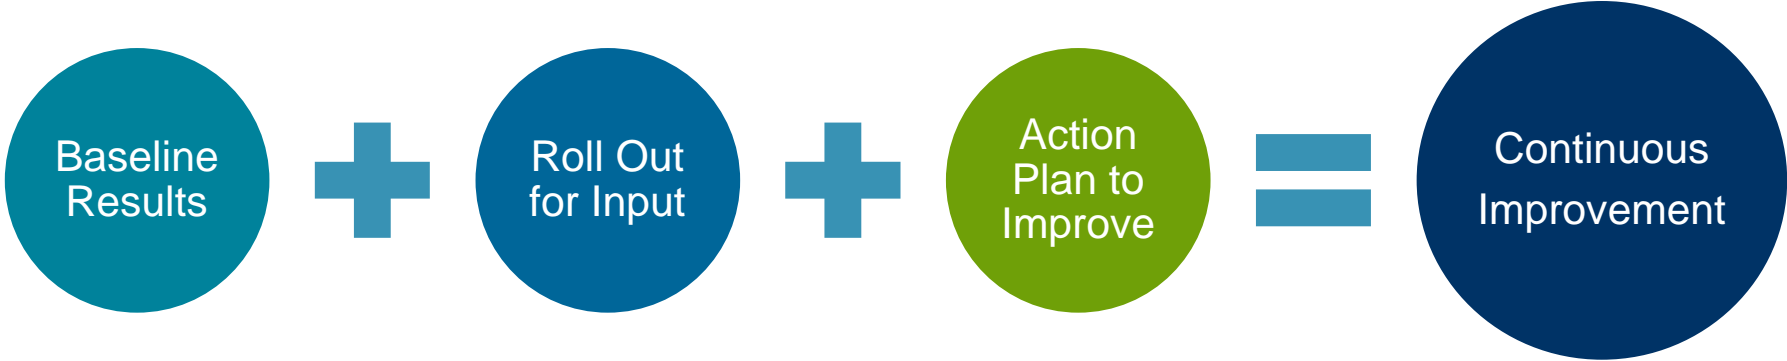 Baseline
Results
Roll Out
for Input
Action
Plan to
Improve
Continuous
Improvement